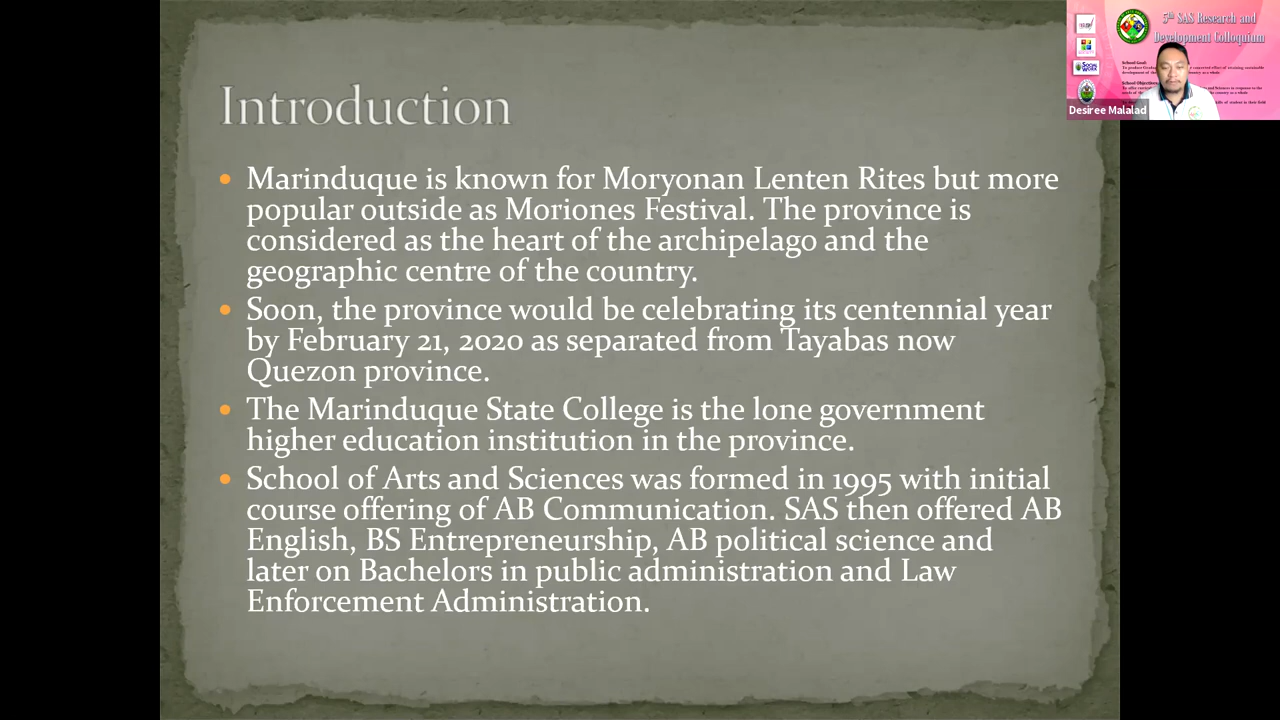 Introduction
Marinduque is known for Moryonan Lenten Rites but more
popular outside as Moriones Festival. The province is
considered as the heart of the archipelago and the
geographic centre of the country.
Soon, the province would be celebrating its centennial year
by February 21, 2020 as separated from Tayabas now
Quezon province.
The Marinduque State College is the lone government
higher education institution in the province.
School of Arts and Sciences was formed in 1995 with initial
course offering of AB Communication. SAS then offered AB
English, BS Entrepreneurship, AB political science and
later on Bachelors in public administration and Law
Enforcement Administration.
5th SAS Research and
Development Colloquium
School Goal:
Desiree Malalad